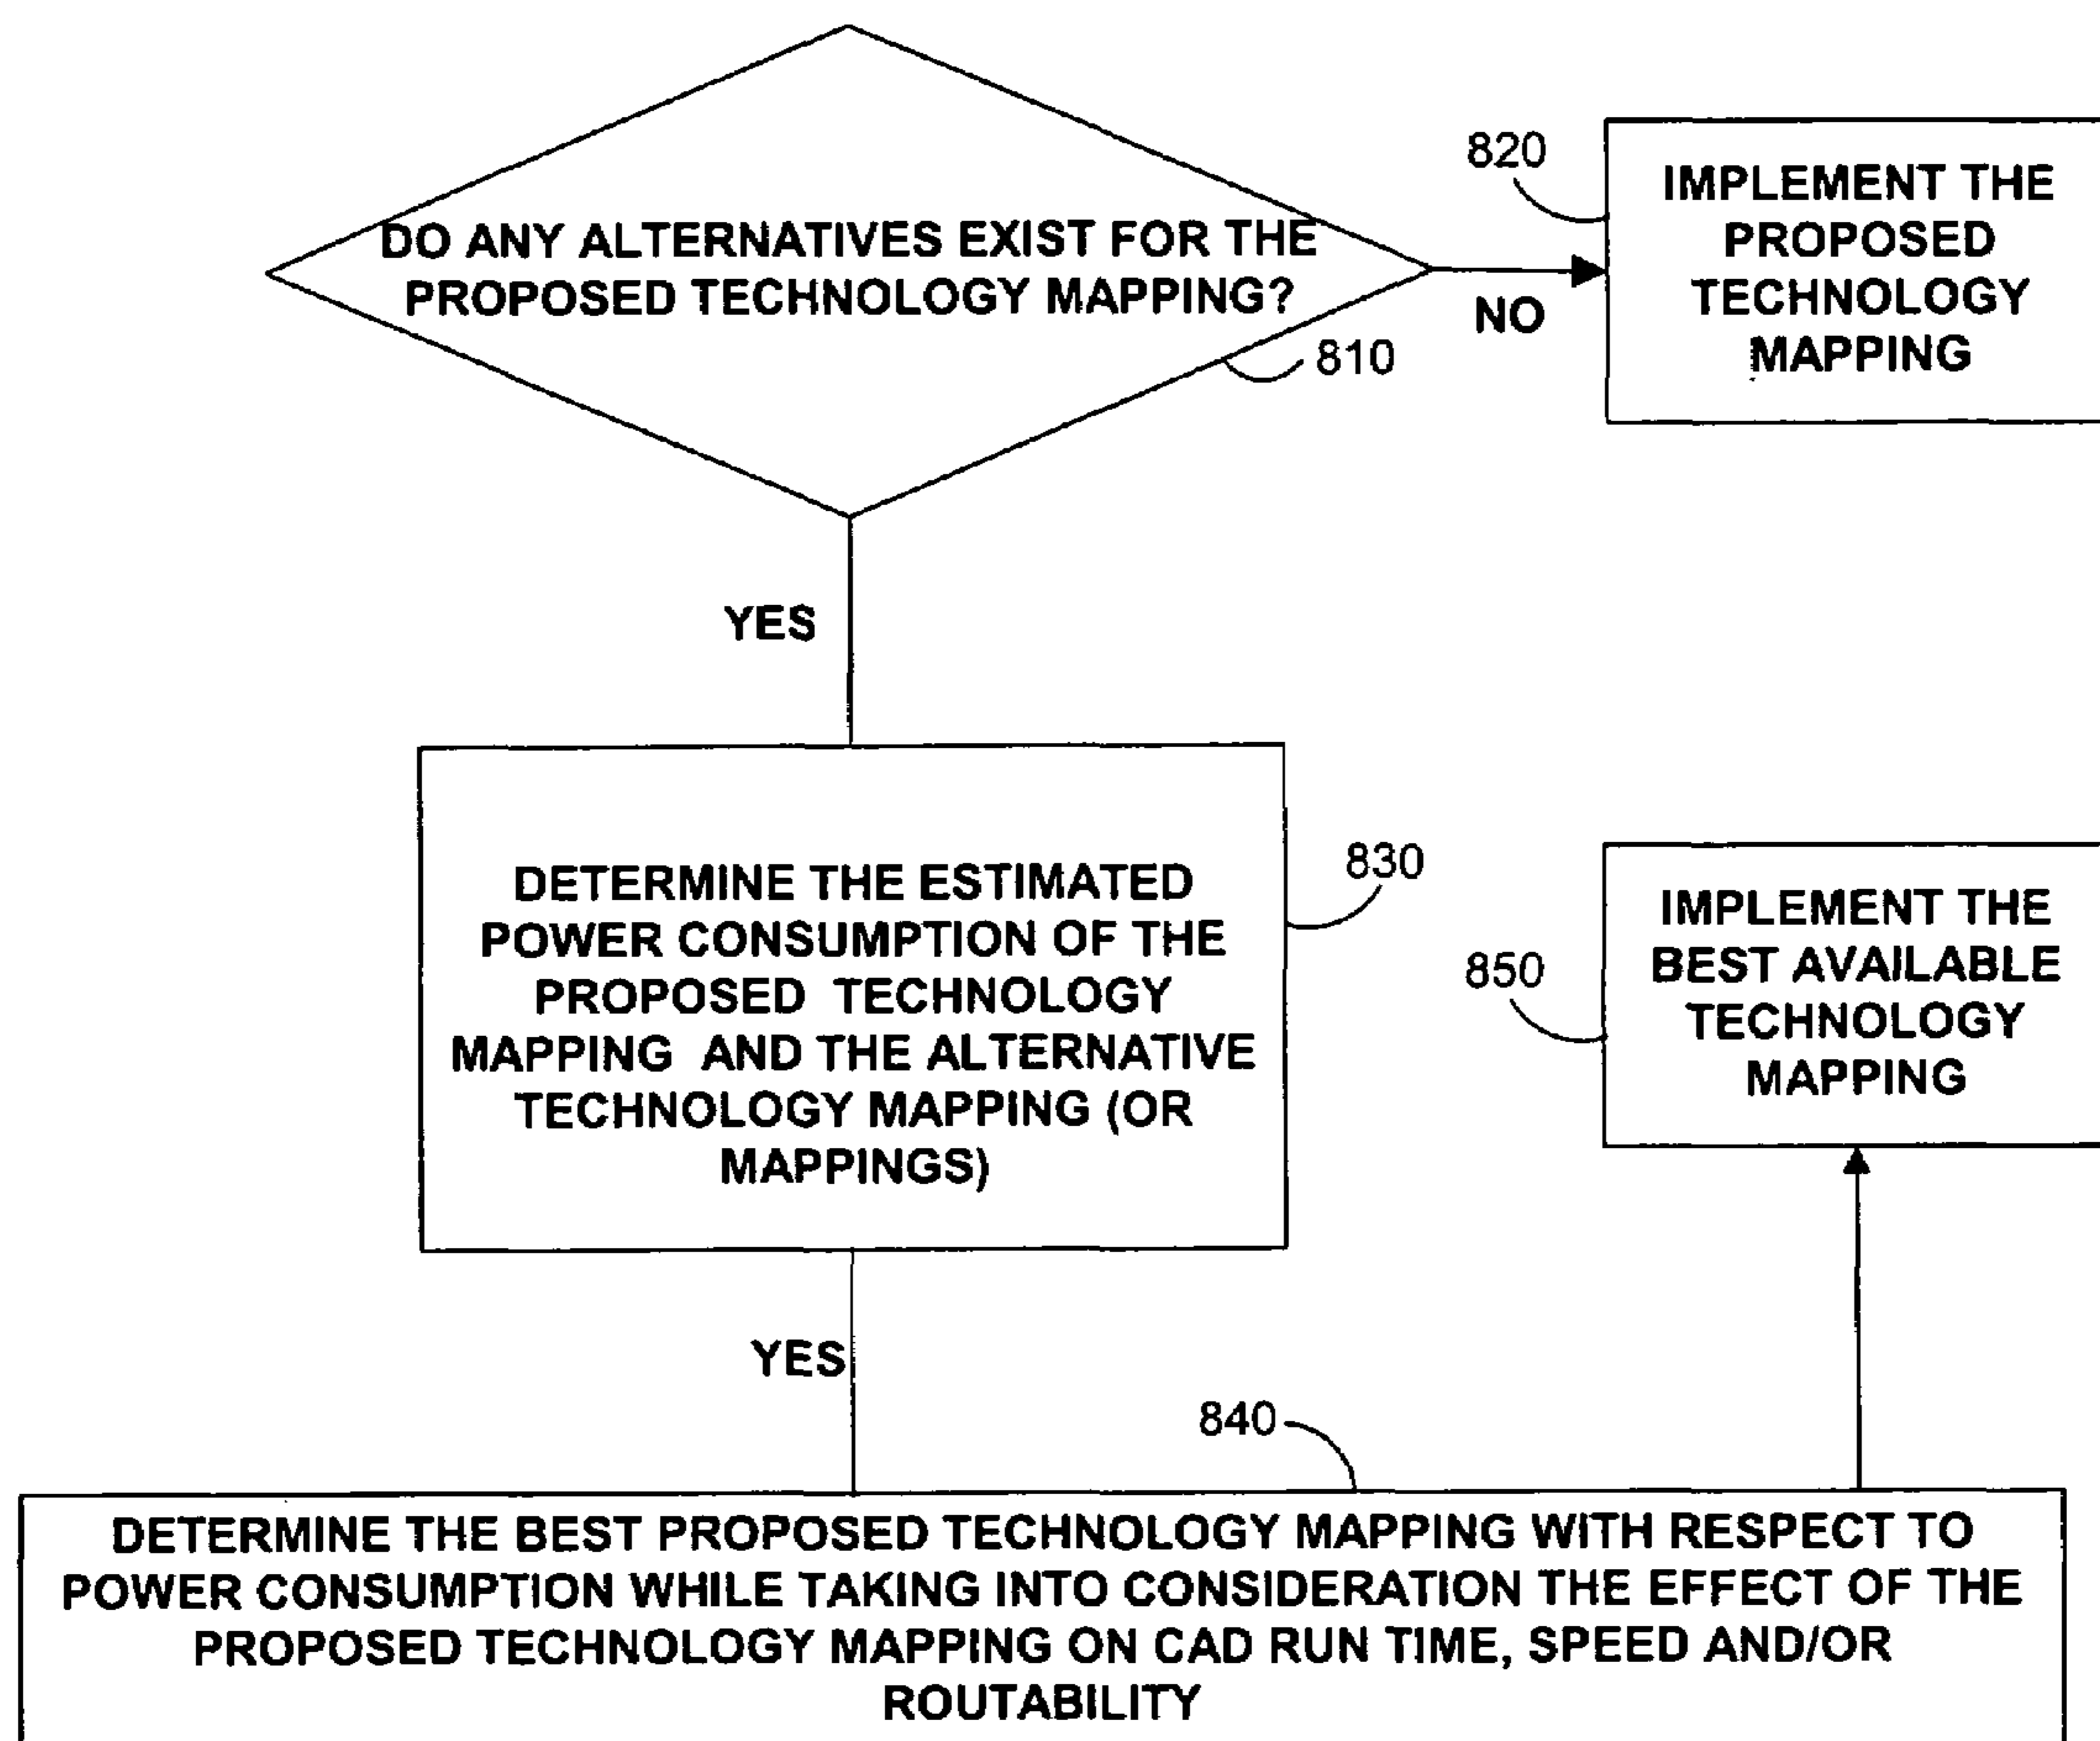 DO ANY ALTERNATIVES EXIST FOR THE
PROPOSED TECHNOLOGY MAPPING?
810
NO
820
IMPLEMENT THE
PROPOSED
TECHNOLOGY
MAPPING
YES
DETERMINE THE ESTIMATED
POWER CONSUMPTION OF THE
PROPOSED TECHNOLOGY
MAPPING AND THE ALTERNATIVE
TECHNOLOGY MAPPING (OR
MAPPINGS)
830
YES
840
DETERMINE THE BEST PROPOSED TECHNOLOGY MAPPING WITH RESPECT TO
POWER CONSUMPTION WHILE TAKING INTO CONSIDERATION THE EFFECT OF THE
PROPOSED TECHNOLOGY MAPPING ON CAD RUN TIME, SPEED AND/OR
ROUTABILITY
850
IMPLEMENT THE
BEST AVAILABLE
TECHNOLOGY
MAPPING